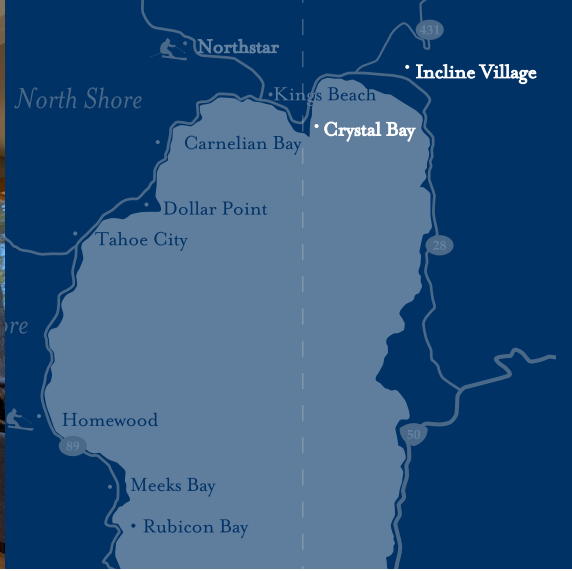 431
Northstar
Incline Village
North Shore
Kings Beach
Crystal Bay
Carnelian Bay
Dollar Point
Tahoe City
28
ore
Homewood
50
89
Meeks Bay
Rubicon Bay